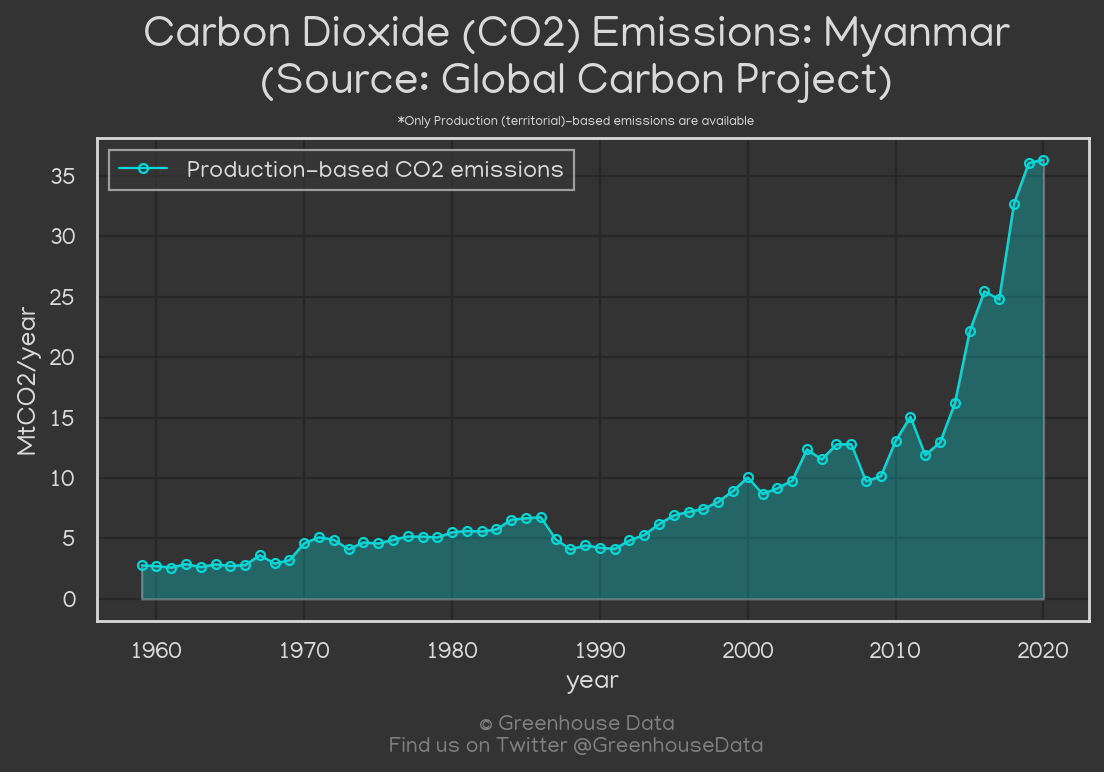 Carbon Dioxide (CO2) Emissions: Myanmar
(Source: Global Carbon Project)
*Only Production (territorial)-based emissions are available
Production-based CO2 emissions
35
30
25
20
15
10
5
0
MtCO2/year
1960 1970 1980 1990 2000 2010 2020
year
© Greenhouse Data
Find us on Twitter @GreenhouseData